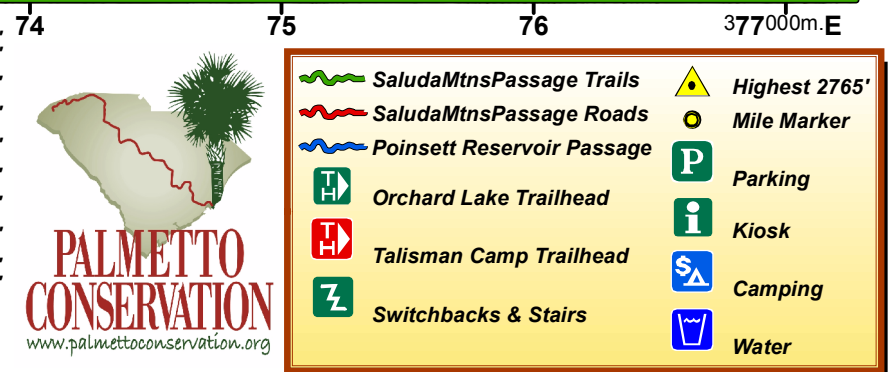 74 75 76 377000m.E
PALMETTO
CONSERVATION
www.palmettoconservation.org
SaludaMtnsPassage Trails
SaludaMtnsPassage Roads
Poinsett Reservoir Passage
TH
Orchard Lake Trailhead
TH
Talisman Camp Trailhead
Switchbacks & Stairs
Highest 2765'
Mile Marker
P
Parking
i
Kiosk
$
Camping
Water